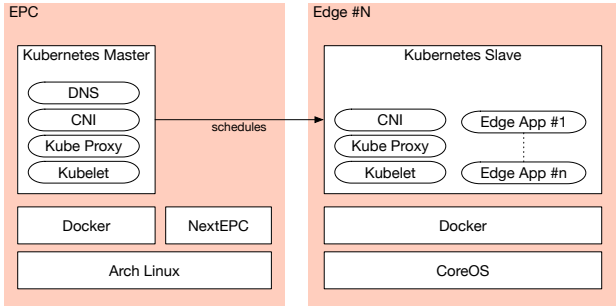 EPC
Kubernetes Master
DNS
CNI
Kube Proxy
Kubelet
Docker
NextEPC
Arch Linux
schedules
Edge #N
Kubernetes Slave
CNI
Kube Proxy
Kubelet
Edge App #1
Edge App #n
Docker
CoreOS